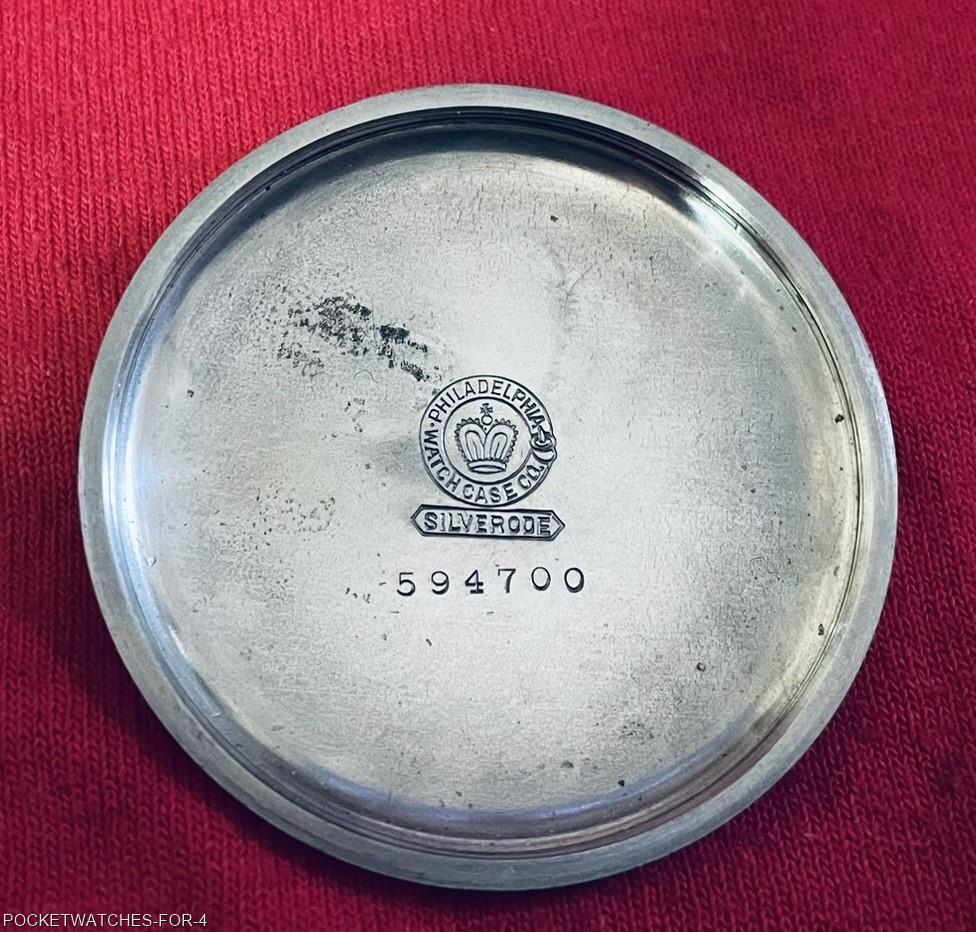 PHILADELPHIA
WATCH CASE CO.
SILVERODE
594700
POCKETWATCHES-FOR-4